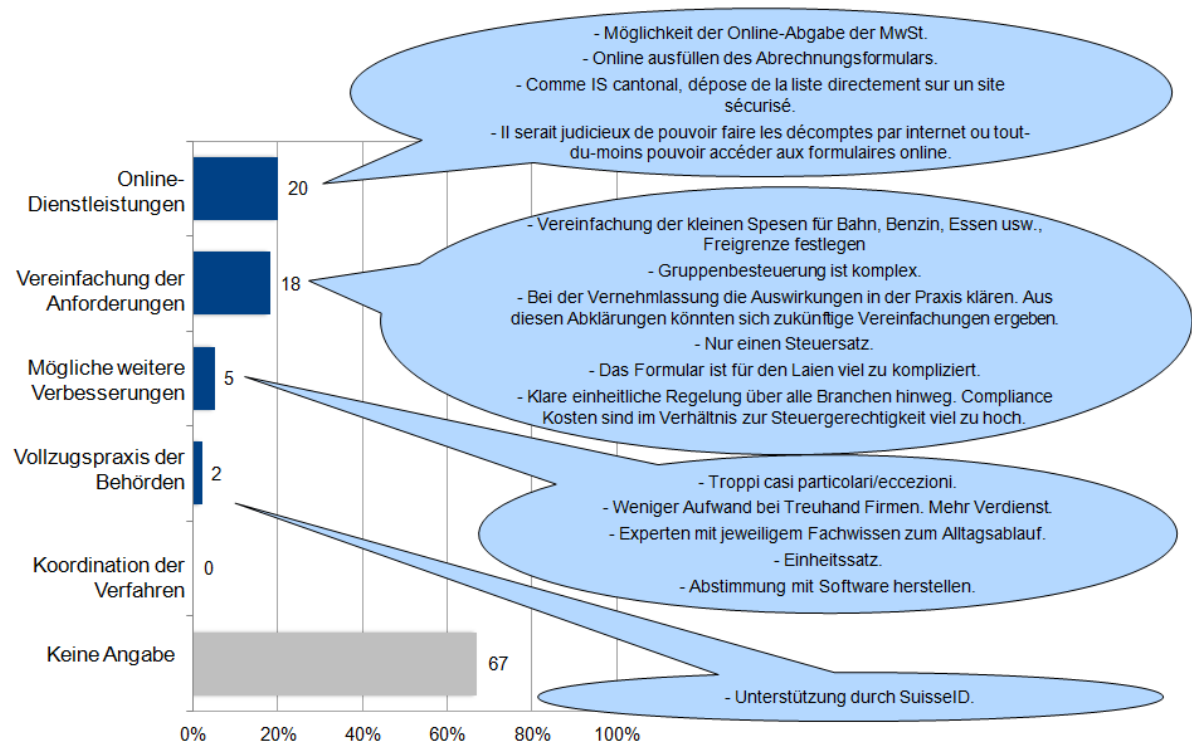 - Möglichkeit der Online-Abgabe der MwSt.
- Online ausfüllen des Abrechnungsformulars.
- Comme IS cantonal, dépose de la liste directement sur un site
sécurisé.
- Il serait judicieux de pouvoir faire les décomptes par internet ou tout-
du-moins pouvoir accéder aux formulaires online.
Online-
Dienstleistungen
20
- Vereinfachung der kleinen Spesen für Bahn, Benzin, Essen usw.,
Freigrenze festlegen
- Gruppenbesteuerung ist komplex.
- Bei der Vernehmlassung die Auswirkungen in der Praxis klären. Aus
diesen Abklärungen könnten sich zukünftige Vereinfachungen ergeben.
- Nur einen Steuersatz.
- Das Formular ist für den Laien viel zu kompliziert.
- Klare einheitliche Regelung über alle Branchen hinweg. Compliance
Kosten sind im Verhältnis zur Steuergerechtigkeit viel zu hoch.
Vereinfachung der
Anforderungen
18
Mögliche weitere
Verbesserungen
5
- Troppi casi particolari/eccezioni.
- Weniger Aufwand bei Treuhand Firmen. Mehr Verdienst.
- Experten mit jeweiligem Fachwissen zum Alltagsablauf.
- Einheitssatz.
- Abstimmung mit Software herstellen.
Vollzugspraxis der
Behörden
2
Koordination der
Verfahren
0
Keine Angabe
67
- Unterstützung durch SuisseID.
0% 20% 40% 60% 80% 100%